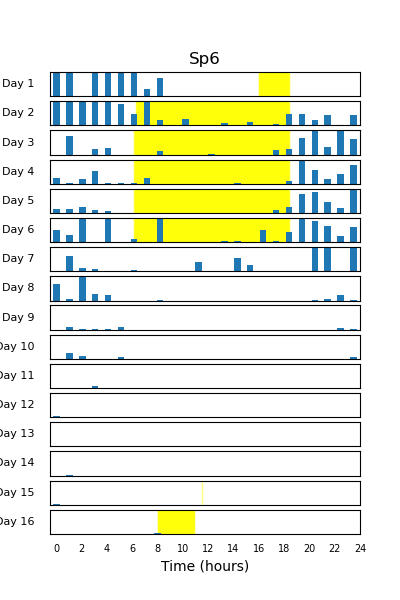 Sp6
Day 1
Day 2
Day 3
Day 4
Day 5
Day 6
Day 7
Day 8
Day 9
Day 10
Day 11
Day 12
Day 13
Day 14
Day 15
Day 16
0 2 4 6 8 10 12 14 16 18 20 22 24
Time (hours)